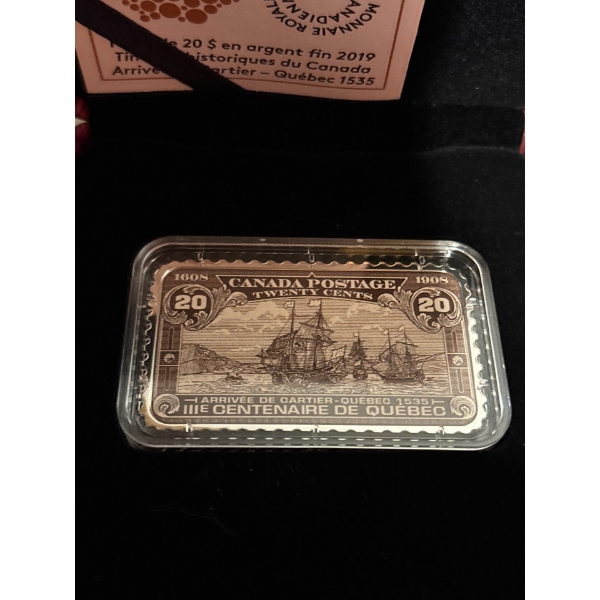 MONNAIE ROYALE
CANADIENNE
20 $ en argent fin 2019
historiques du Canada
Arrivée Cartier – Québec 1535
1608 CANADA POSTAGE 1908
20 TWENTY CENTS 20
ARRIVÉE DE CARTIER-QUÉBEC 1535
IIIE CENTENAIRE DE QUÉBEC